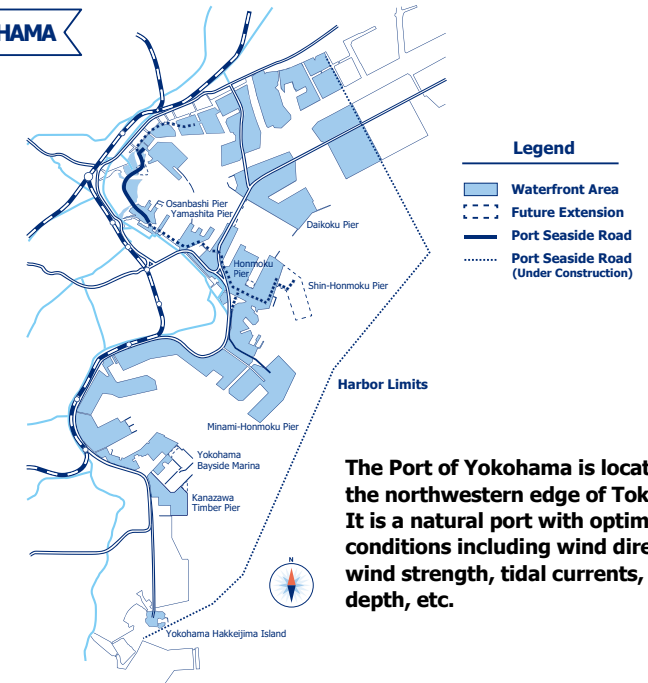 HAMA
Legend
Waterfront Area
Future Extension
Port Seaside Road
Port Seaside Road
(Under Construction)
Osanbashi Pier
Yamashita Pier
Daikoku Pier
Honmoku
Pier
Shin-Honmoku Pier
Harbor Limits
Minami-Honmoku Pier
Yokohama
Bayside Marina
Kanazawa
Timber Pier
The Port of Yokohama is locat
the northwestern edge of Tok
It is a natural port with optim
conditions including wind dire
wind strength, tidal currents,
depth, etc.
N
Yokohama Hakkeijima Island